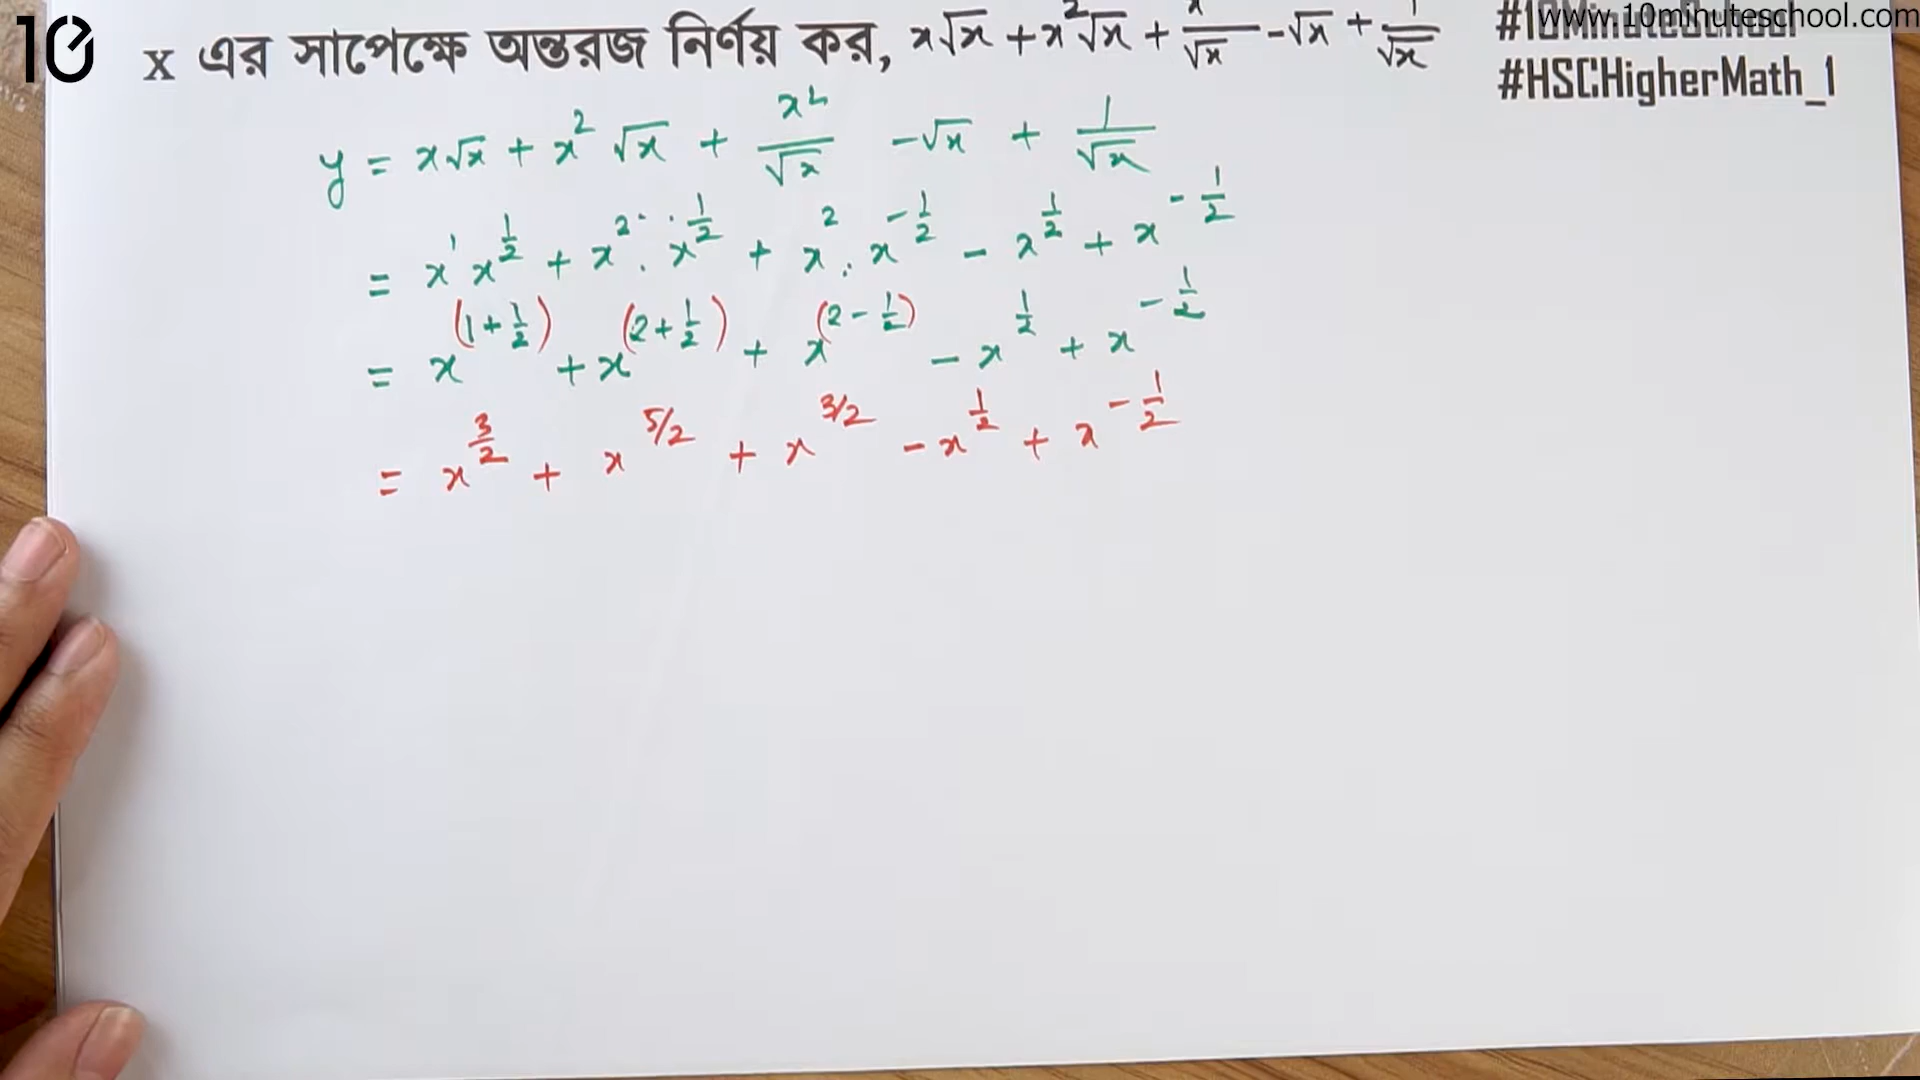 10
www.10minuteschool.com
#10MinuteSchool
x এর সাপেক্ষে অন্তরজ নির্ণয় কর, x√x + x²√x + x/√x - √x + 1/√x
#HSCHigherMath_1
y = x√x + x²√x + x²/√x - √x + 1/√x
= x¹ x^(1/2) + x² . x^(1/2) + x² . x^(-1/2) - x^(1/2) + x^(-1/2)
= x^(1+1/2) + x^(2+1/2) + x^(2-1/2) - x^(1/2) + x^(-1/2)
= x^(3/2) + x^(5/2) + x^(3/2) - x^(1/2) + x^(-1/2)